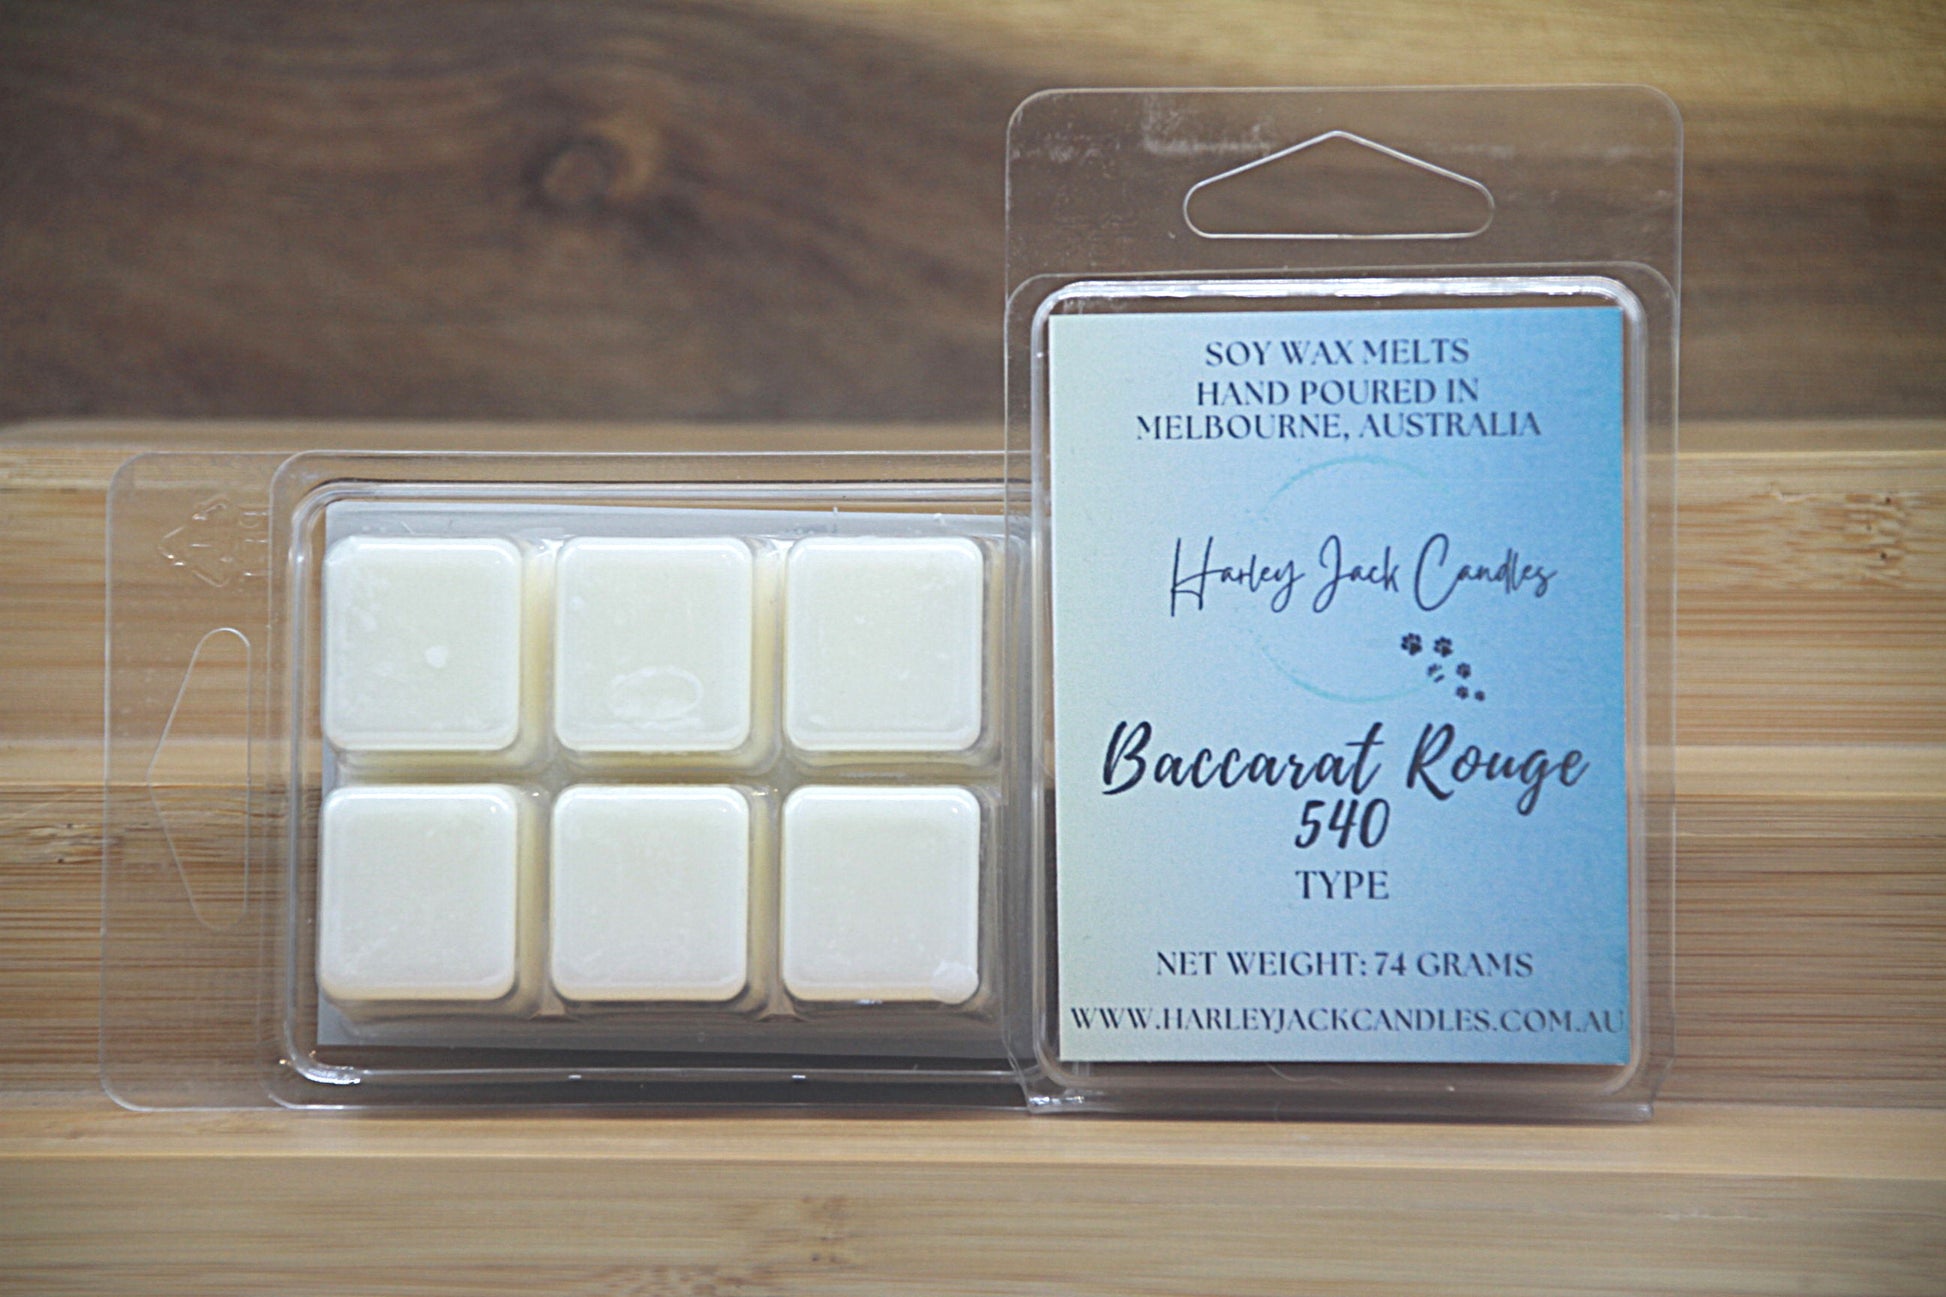 SOY WAX MELTS
HAND POURED IN
MELBOURNE, AUSTRALIA
Harley Jack Candles
Baccarat Rouge
540
TYPE
NET WEIGHT: 74 GRAMS
WWW.HARLEYJACKCANDLES.COM.AU